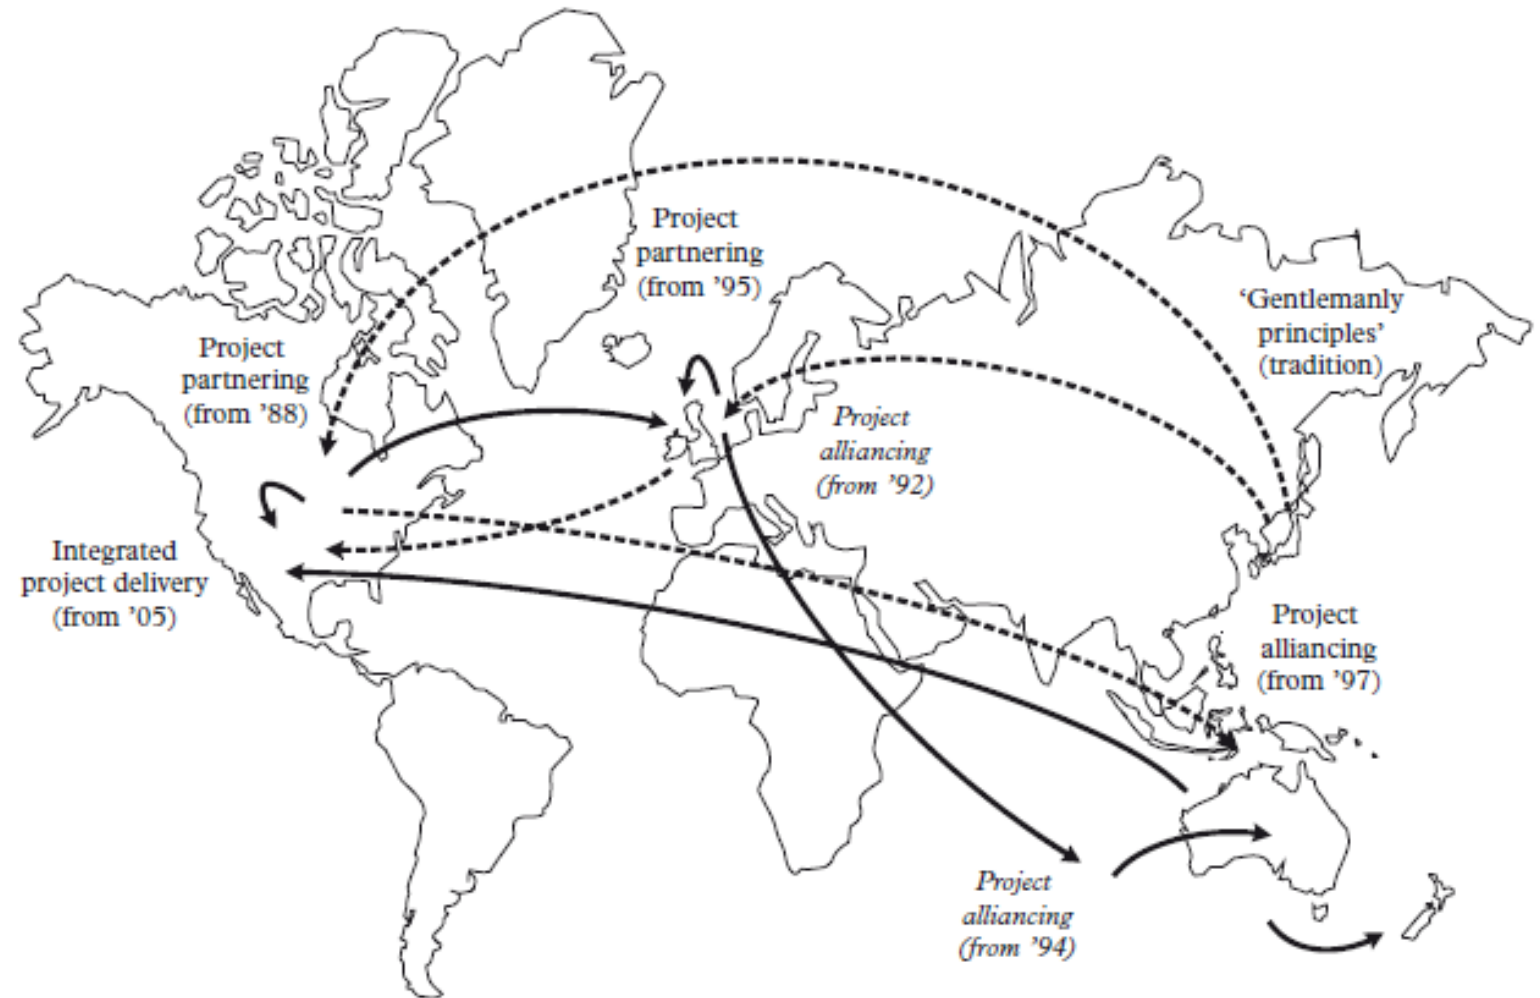 Project
partnering
(from ’95)
‘Gentlemanly
principles’
(tradition)
Project
partnering
(from ’88)
Project
alliancing
(from ’92)
Integrated
project delivery
(from ’05)
Project
alliancing
(from ’97)
Project
alliancing
(from ’94)